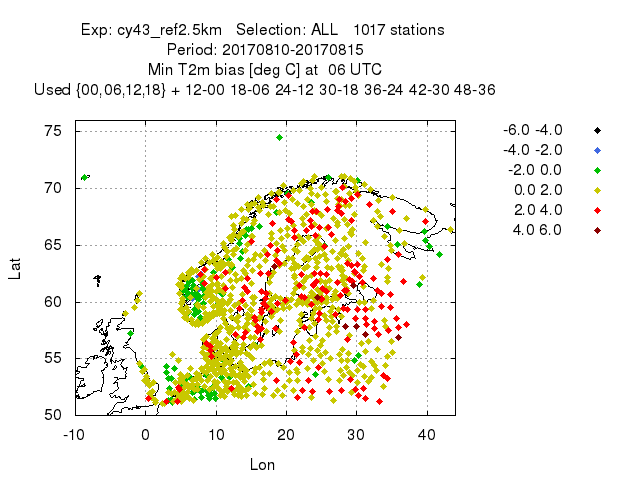 Exp: cy43_ref2.5km   Selection: ALL   1017 stations
Period: 20170810-20170815
Min T2m bias [deg C] at  06 UTC
Used {00,06,12,18} + 12-00 18-06 24-12 30-18 36-24 42-30 48-36
-6.0 -4.0
-4.0 -2.0
-2.0 0.0
0.0 2.0
2.0 4.0
4.0 6.0
75
70
65
60
55
50
Lat
-10 0 10 20 30 40
Lon